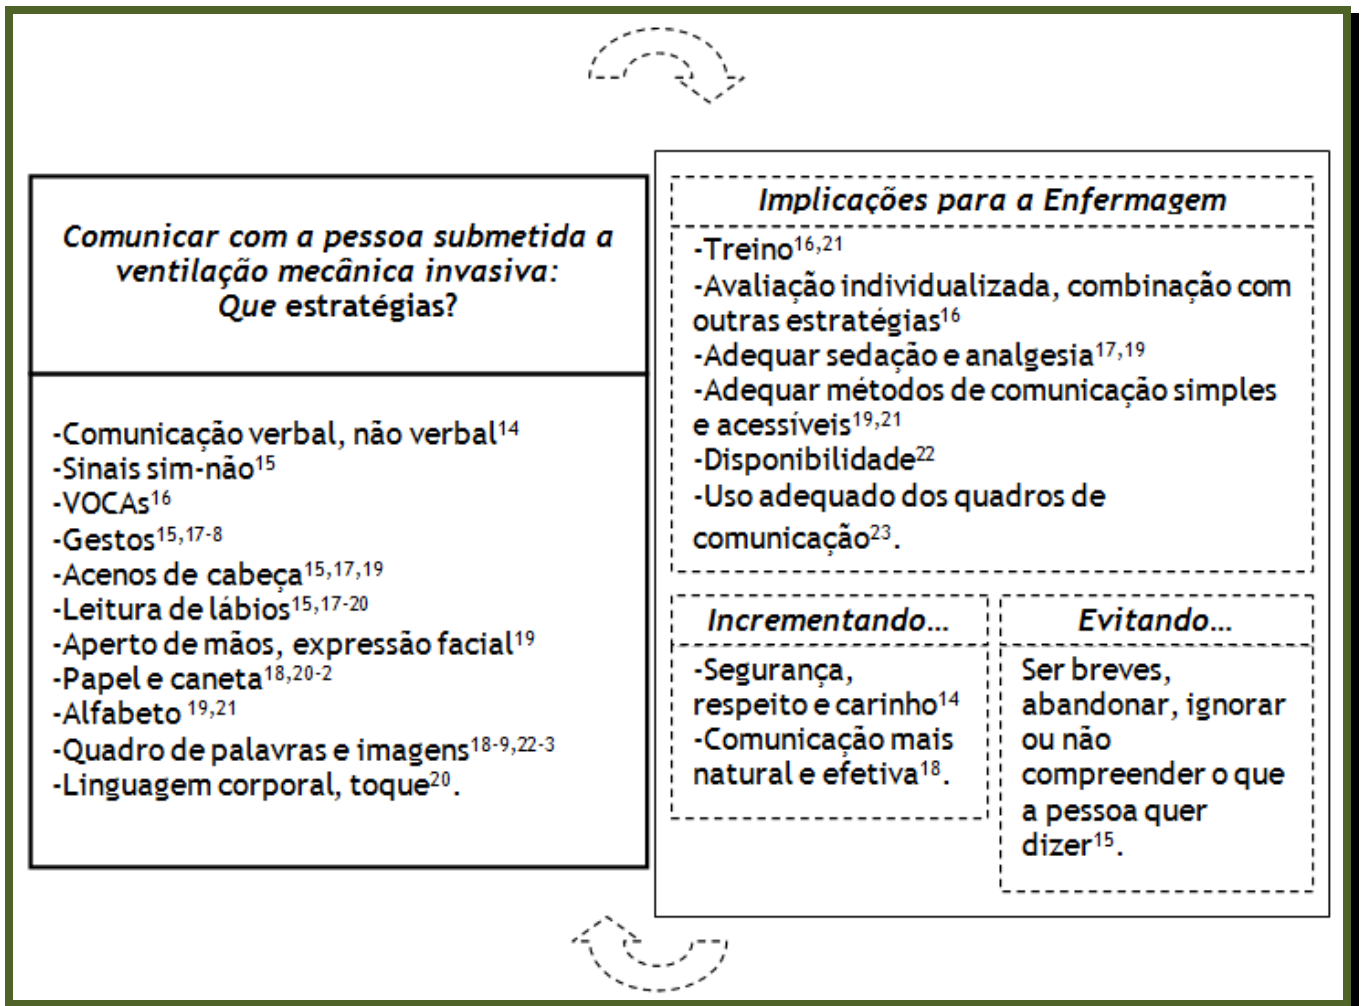 Comunicar com a pessoa submetida a
ventilação mecânica invasiva:
Que estratégias?
-Comunicação verbal, não verbal¹⁴
-Sinais sim-não¹⁵
-VOCAs¹⁶
-Gestos¹⁵,¹⁷⁻⁸
-Acenos de cabeça¹⁵,¹⁷,¹⁹
-Leitura de lábios¹⁵,¹⁷⁻²⁰
-Aperto de mãos, expressão facial¹⁹
-Papel e caneta¹⁸,²⁰⁻²
-Alfabeto ¹⁹,²¹
-Quadro de palavras e imagens¹⁸⁻⁹,²²⁻³
-Linguagem corporal, toque²⁰.
Implicações para a Enfermagem
-Treino¹⁶,²¹
-Avaliação individualizada, combinação com
outras estratégias¹⁶
-Adequar sedação e analgesia¹⁷,¹⁹
-Adequar métodos de comunicação simples
e acessíveis¹⁹,²¹
-Disponibilidade²²
-Uso adequado dos quadros de
comunicação²³.
Incrementando...
-Segurança,
respeito e carinho¹⁴
-Comunicação mais
natural e efetiva¹⁸.
Evitando...
Ser breves,
abandonar, ignorar
ou não
compreender o que
a pessoa quer
dizer¹⁵.